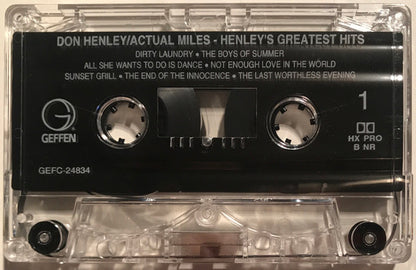 DON HENLEY/ACTUAL MILES - HENLEY'S GREATEST HITS
DIRTY LAUNDRY • THE BOYS OF SUMMER
ALL SHE WANTS TO DO IS DANCE • NOT ENOUGH LOVE IN THE WORLD
SUNSET GRILL • THE END OF THE INNOCENCE • THE LAST WORTHLESS EVENING
G
GEFFEN
1
HX PRO
B NR
GEFC-24834